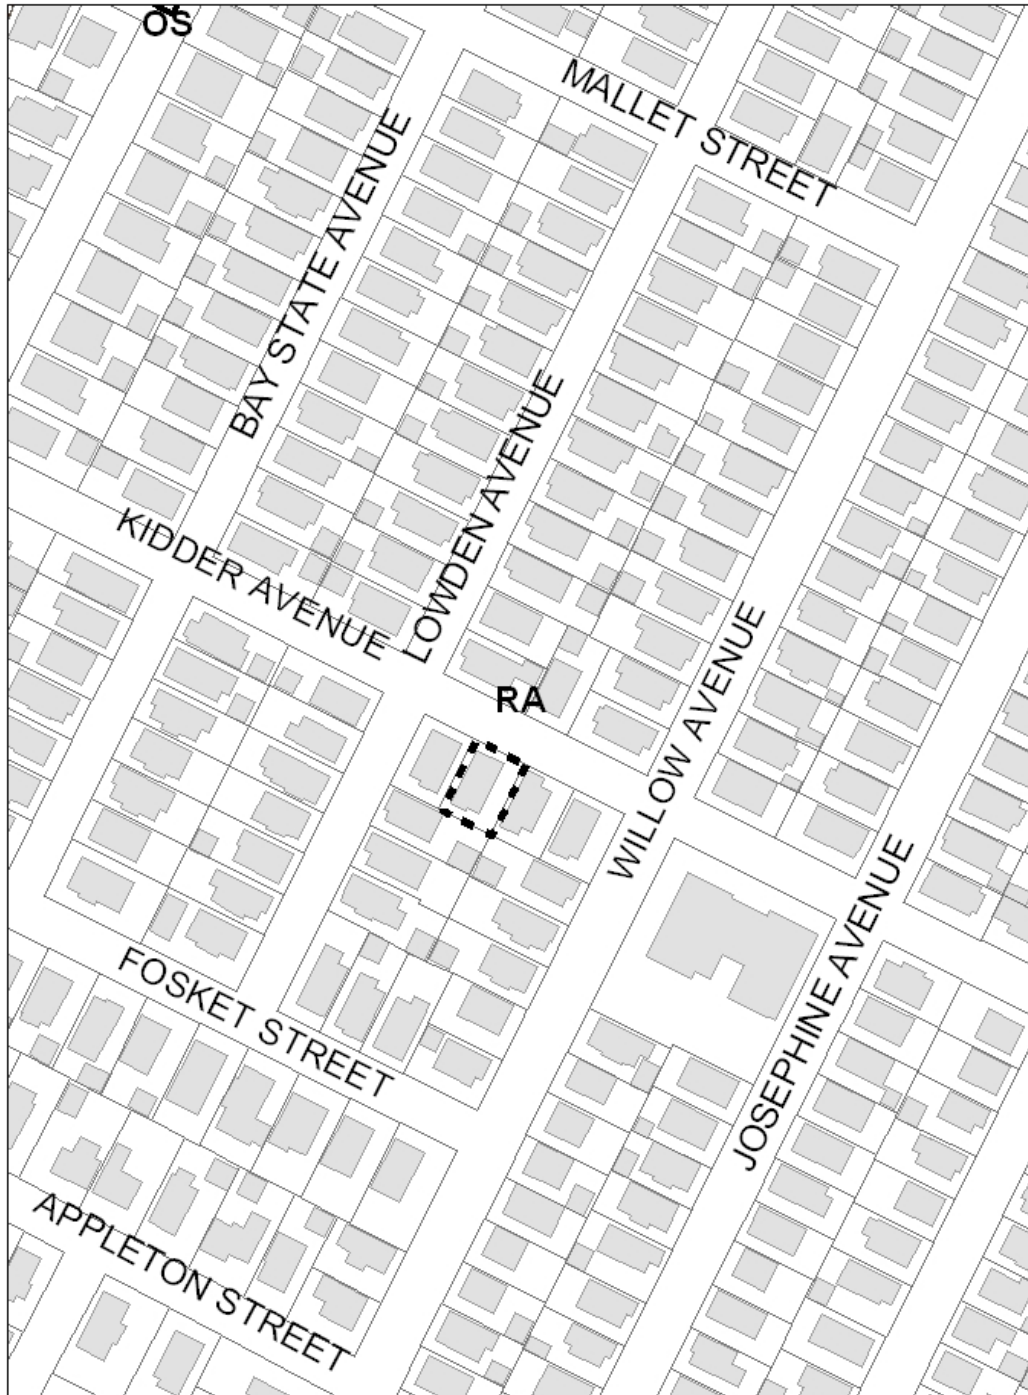 OS
MALLET STREET
BAY STATE AVENUE
LOWDEN AVENUE
KIDDER AVENUE
RA
WILLOW AVENUE
JOSEPHINE AVENUE
FOSKET STREET
APPLETON STREET